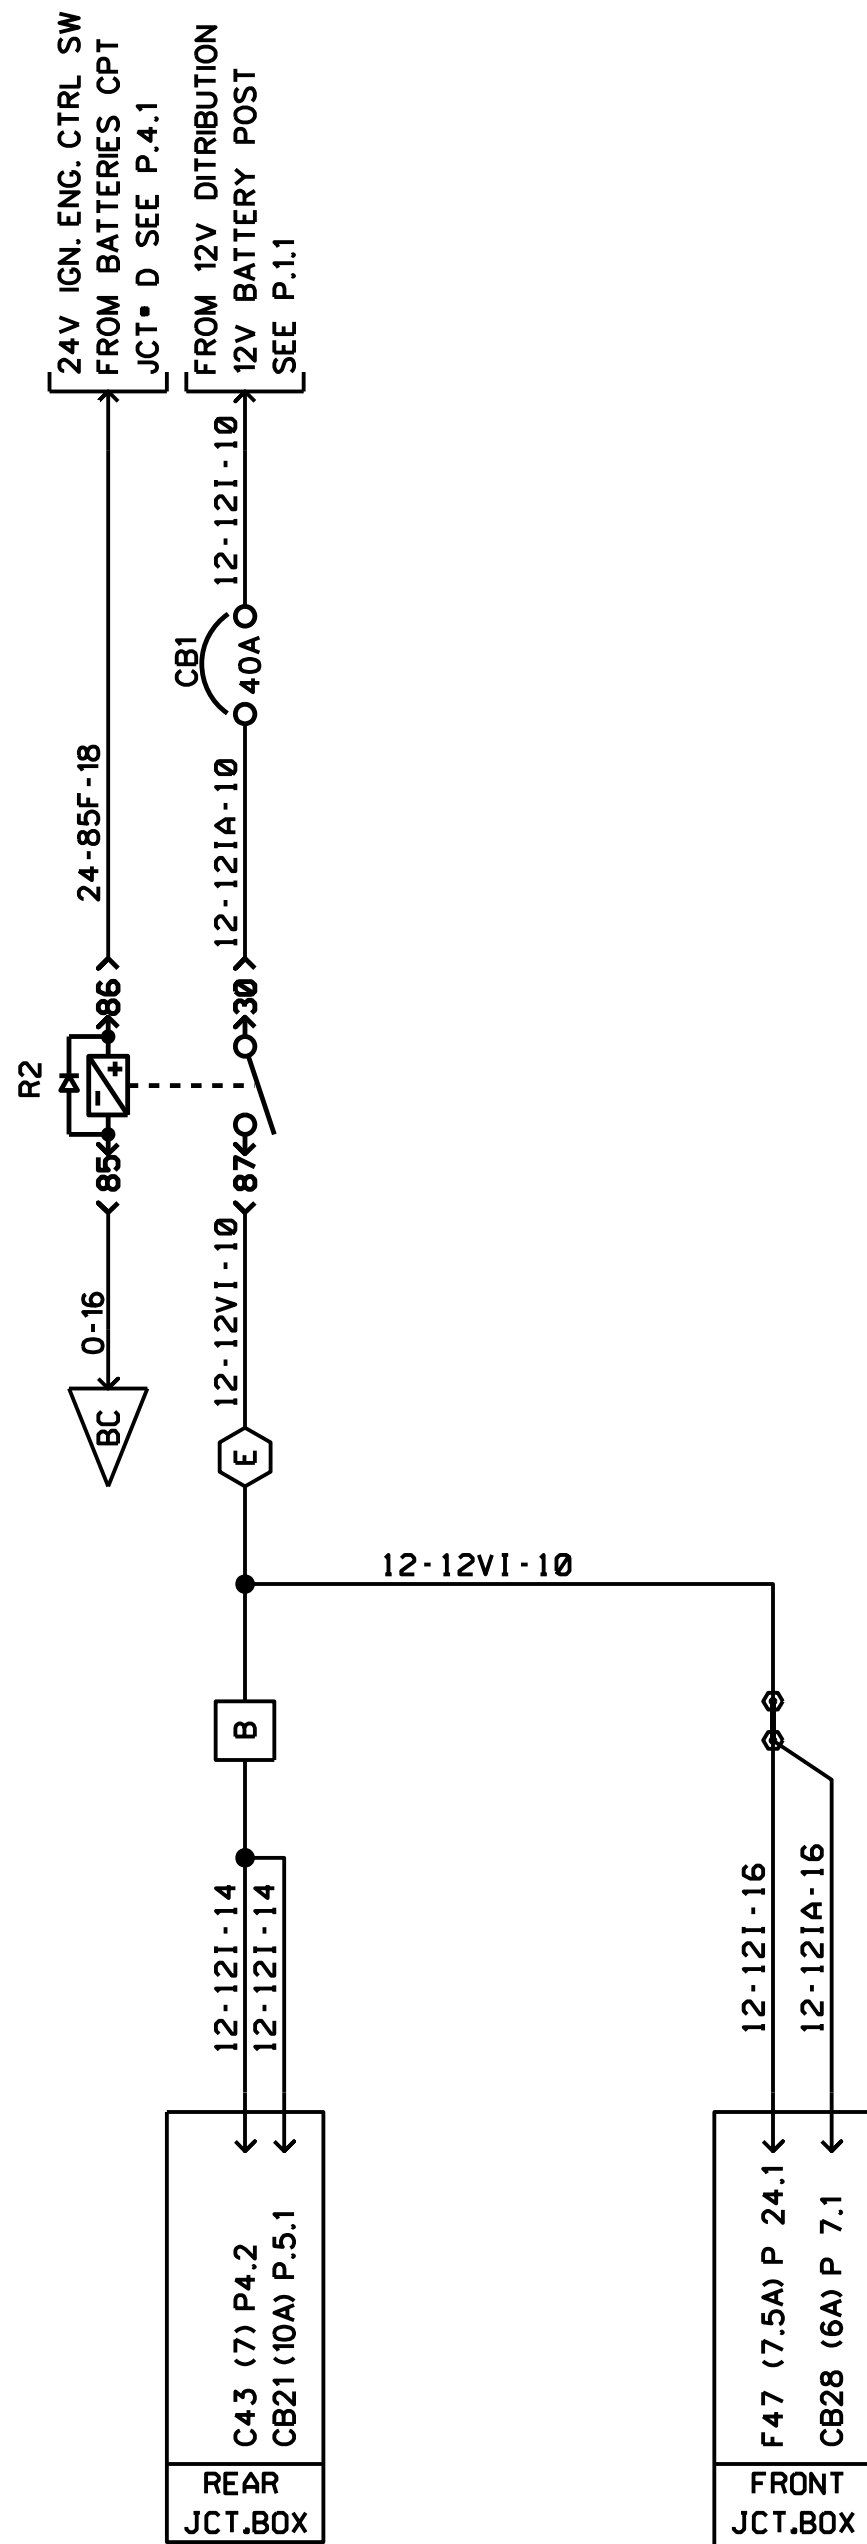 24V IGN. ENG. CTRL SW
FROM BATTERIES CPT
JCT• D SEE P.4.1
FROM 12V DITRIBUTION
12V BATTERY POST
SEE P.1.1
12-12I-10
CB1
40A
24-85F-18
12-12IA-10
86
30
R2
- +
85
87
0-16
12-12VI-10
BC
E
12-12VI-10
B
12-12I-14
12-12I-14
12-12I-16
12-12IA-16
C43 (7) P4.2
CB21 (10A) P.5.1
F47 (7.5A) P 24.1
CB28 (6A) P 7.1
REAR
JCT.BOX
FRONT
JCT.BOX